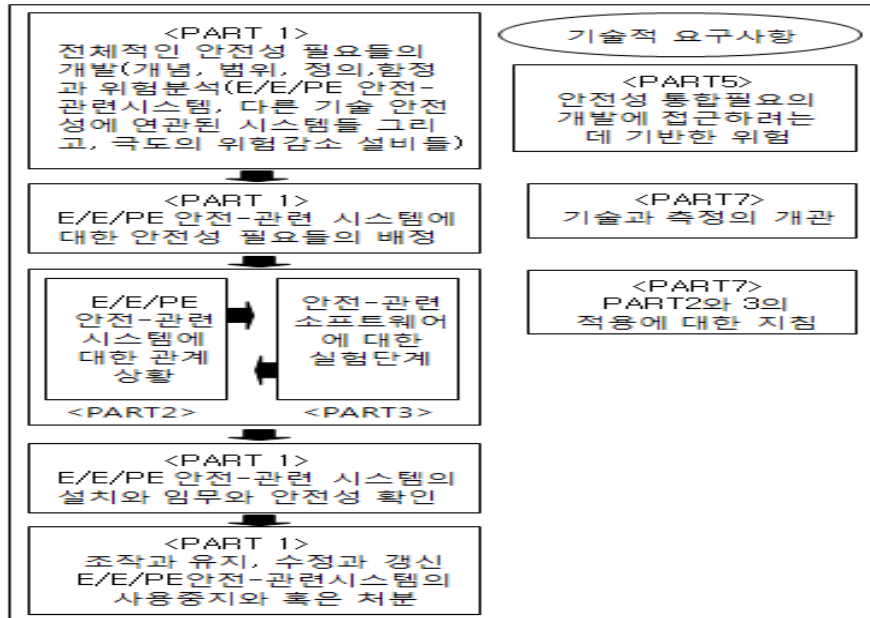 <PART 1>
전체적인 안전성 필요들의
개발(개념, 범위, 정의,함정
과 위험분석(E/E/PE 안전-
관련시스템, 다른 기술 안전
성에 연관된 시스템들 그리
고, 극도의 위험감소 설비들)
<PART 1>
E/E/PE 안전-관련 시스템에
대한 안전성 필요들의 배정
E/E/PE
안전-관련
시스템에
대한 관계
상황
<PART2>
안전-관련
소프트웨어
에 대한
실험단계
<PART3>
<PART 1>
E/E/PE 안전-관련 시스템의
설치와 임무와 안전성 확인
<PART 1>
조작과 유지, 수정과 갱신
E/E/PE안전-관련시스템의
사용중지와 혹은 처분
기술적 요구사항
<PART5>
안전성 통합필요의
개발에 접근하려는
데 기반한 위험
<PART7>
기술과 측정의 개관
<PART7>
PART2와 3의
적용에 대한 지침